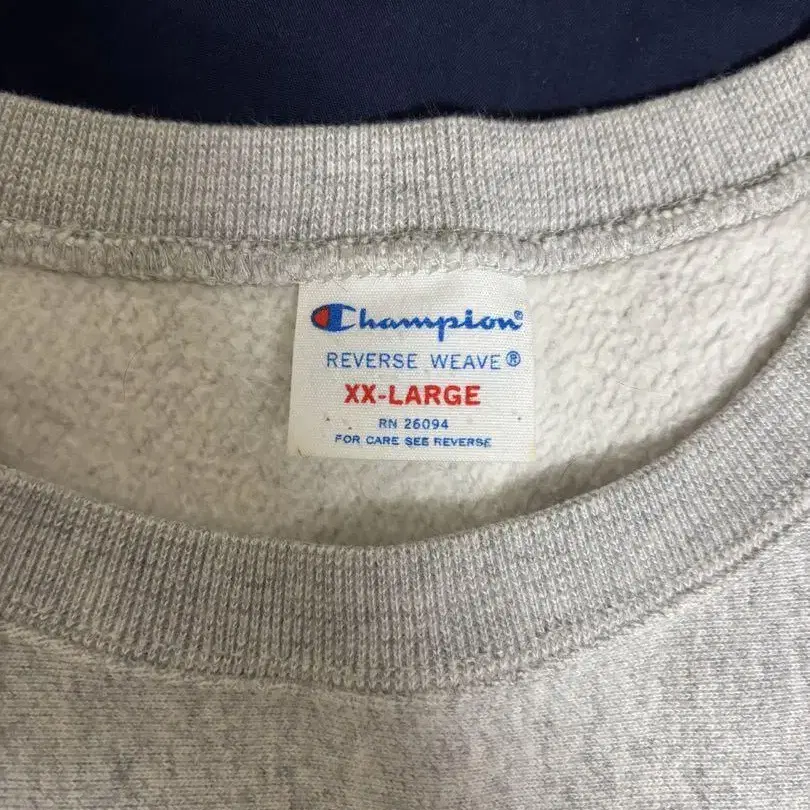 Champion®
REVERSE WEAVE®
XX-LARGE
RN 26094
FOR CARE SEE REVERSE